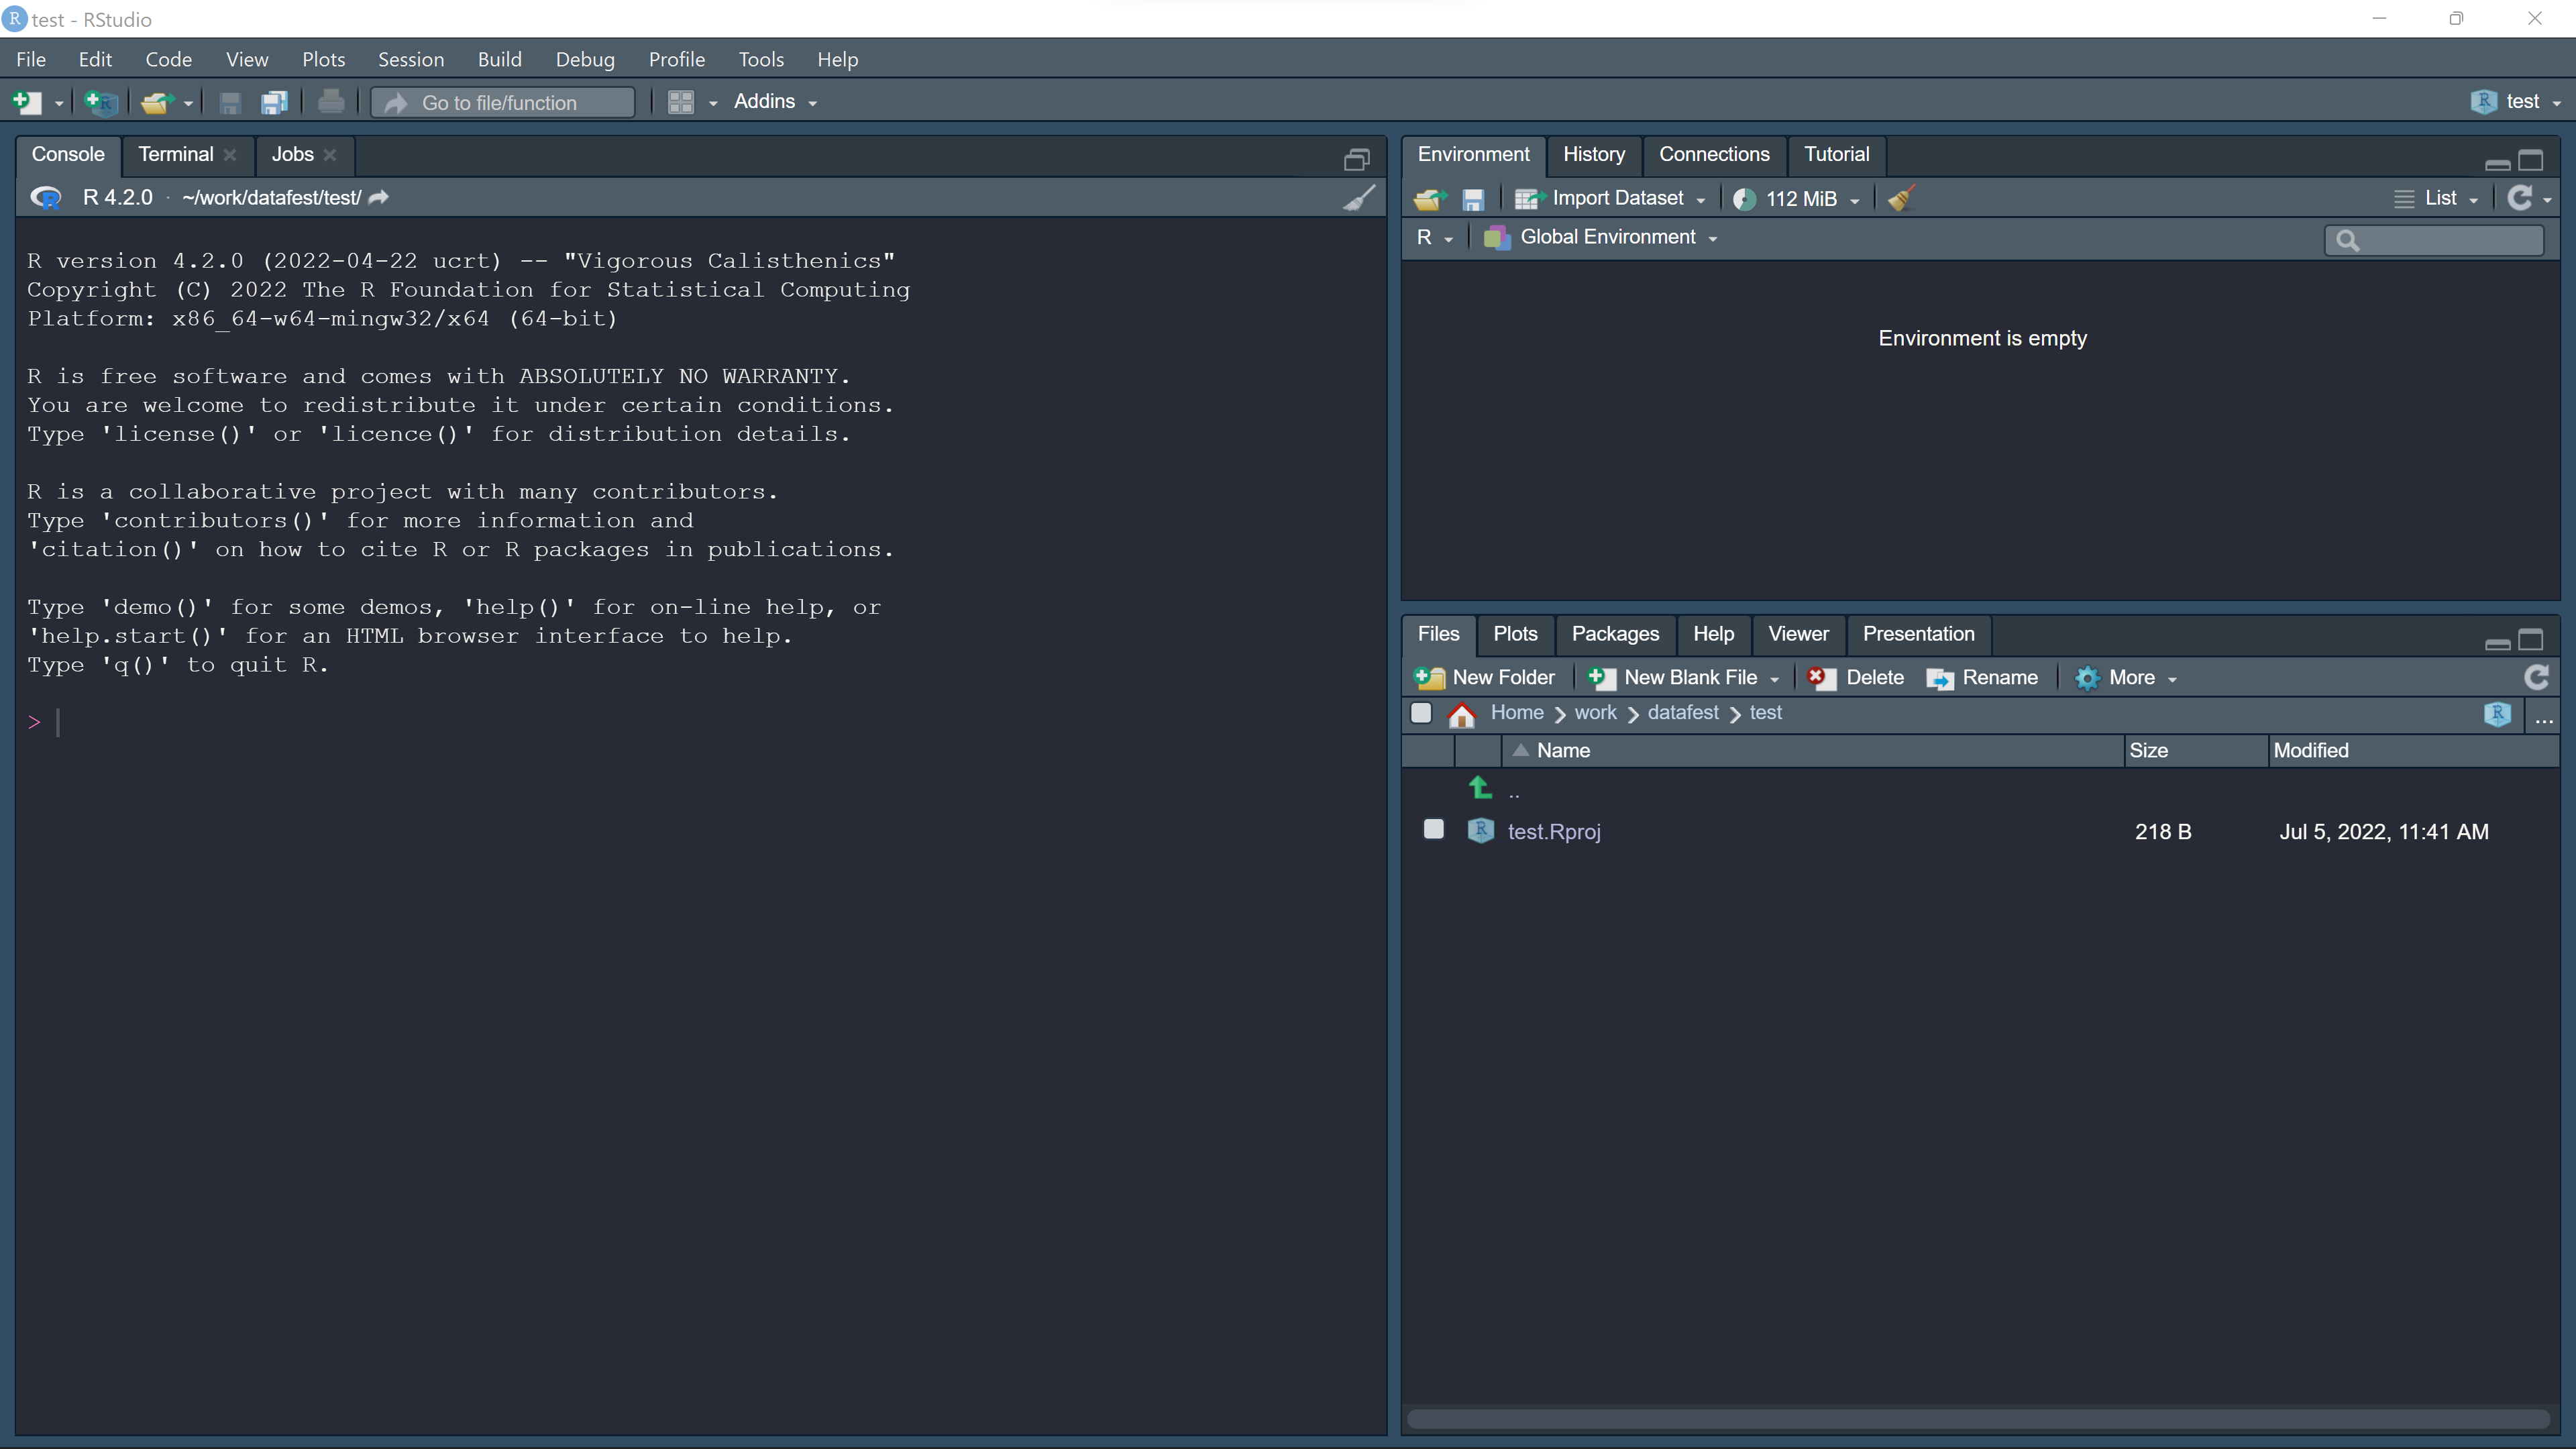 test - RStudio
File Edit Code View Plots Session Build Debug Profile Tools Help
Go to file/function Addins test
Console Terminal Jobs
R 4.2.0 · ~/work/datafest/test/
R version 4.2.0 (2022-04-22 ucrt) -- "Vigorous Calisthenics"
Copyright (C) 2022 The R Foundation for Statistical Computing
Platform: x86_64-w64-mingw32/x64 (64-bit)
R is free software and comes with ABSOLUTELY NO WARRANTY.
You are welcome to redistribute it under certain conditions.
Type 'license()' or 'licence()' for distribution details.
R is a collaborative project with many contributors.
Type 'contributors()' for more information and
'citation()' on how to cite R or R packages in publications.
Type 'demo()' for some demos, 'help()' for on-line help, or
'help.start()' for an HTML browser interface to help.
Type 'q()' to quit R.
>
Environment History Connections Tutorial
Import Dataset 112 MiB List
R Global Environment
Environment is empty
Files Plots Packages Help Viewer Presentation
New Folder New Blank File Delete Rename More
Home work datafest test ...
Name Size Modified
..
test.Rproj 218 B Jul 5, 2022, 11:41 AM